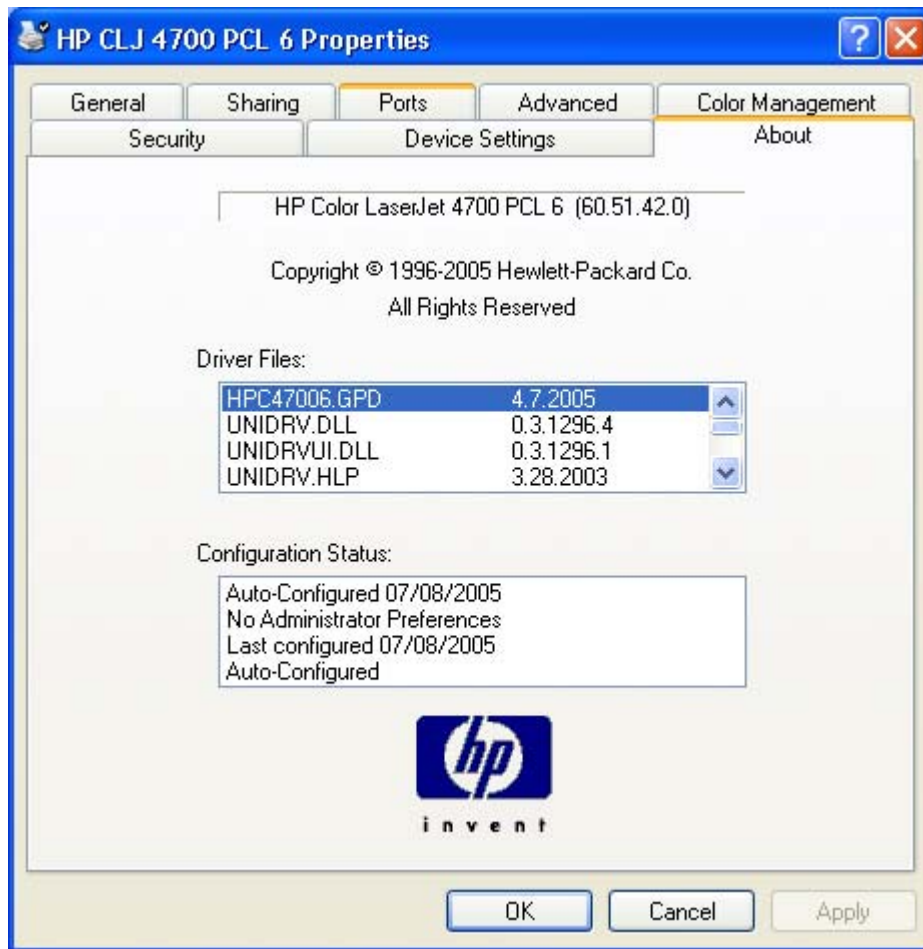 HP CLJ 4700 PCL 6 Properties
General Sharing Ports Advanced Color Management
Security Device Settings About
HP Color LaserJet 4700 PCL 6 (60.51.42.0)
Copyright © 1996-2005 Hewlett-Packard Co.
All Rights Reserved
Driver Files:
HPC47006.GPD 4.7.2005
UNIDRV.DLL 0.3.1296.4
UNIDRVUI.DLL 0.3.1296.1
UNIDRV.HLP 3.28.2003
Configuration Status:
Auto-Configured 07/08/2005
No Administrator Preferences
Last configured 07/08/2005
Auto-Configured
hp
invent
OK Cancel Apply